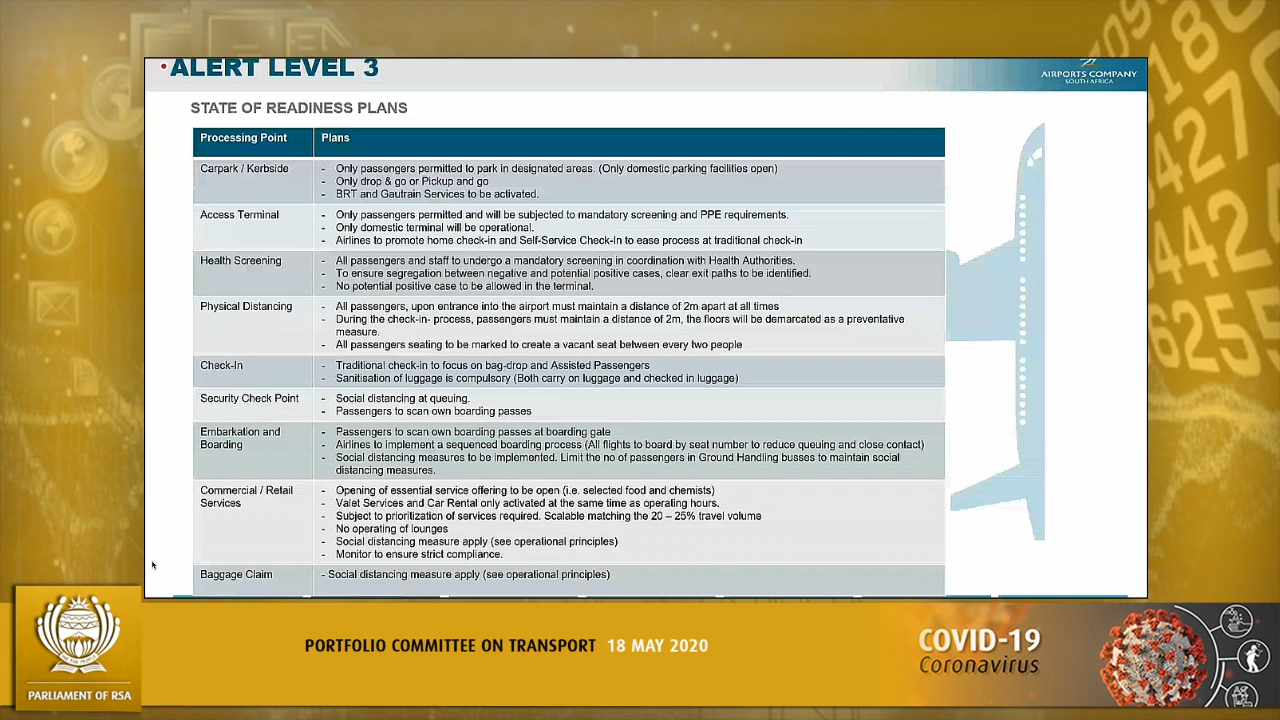 • ALERT LEVEL 3
AIRPORTS COMPANY
SOUTH AFRICA
STATE OF READINESS PLANS
Processing Point
Plans
Carpark / Kerbside
- Only passengers permitted to park in designated areas. (Only domestic parking facilities open)
- Only drop & go or Pickup and go
- BRT and Gautrain Services to be activated.
Access Terminal
- Only passengers permitted and will be subjected to mandatory screening and PPE requirements.
- Only domestic terminal will be operational.
- Airlines to promote home check-in and Self-Service Check-In to ease process at traditional check-in
Health Screening
- All passengers and staff to undergo a mandatory screening in coordination with Health Authorities.
- To ensure segregation between negative and potential positive cases, clear exit paths to be identified.
- No potential positive case to be allowed in the terminal.
Physical Distancing
- All passengers, upon entrance into the airport must maintain a distance of 2m apart at all times
- During the check-in- process, passengers must maintain a distance of 2m, the floors will be demarcated as a preventative
measure.
- All passengers seating to be marked to create a vacant seat between every two people
Check-In
- Traditional check-in to focus on bag-drop and Assisted Passengers
- Sanitisation of luggage is compulsory (Both carry on luggage and checked in luggage)
Security Check Point
- Social distancing at queuing.
- Passengers to scan own boarding passes
Embarkation and
Boarding
- Passengers to scan own boarding passes at boarding gate
- Airlines to implement a sequenced boarding process (All flights to board by seat number to reduce queuing and close contact)
- Social distancing measures to be implemented. Limit the no of passengers in Ground Handling busses to maintain social
distancing measures.
Commercial / Retail
Services
- Opening of essential service offering to be open (i.e. selected food and chemists)
- Valet Services and Car Rental only activated at the same time as operating hours.
- Subject to prioritization of services required. Scalable matching the 20 – 25% travel volume
- No operating of lounges
- Social distancing measure apply (see operational principles)
- Monitor to ensure strict compliance.
Baggage Claim
- Social distancing measure apply (see operational principles)
PORTFOLIO COMMITTEE ON TRANSPORT 18 MAY 2020
COVID-19
Coronavirus
PARLIAMENT OF RSA